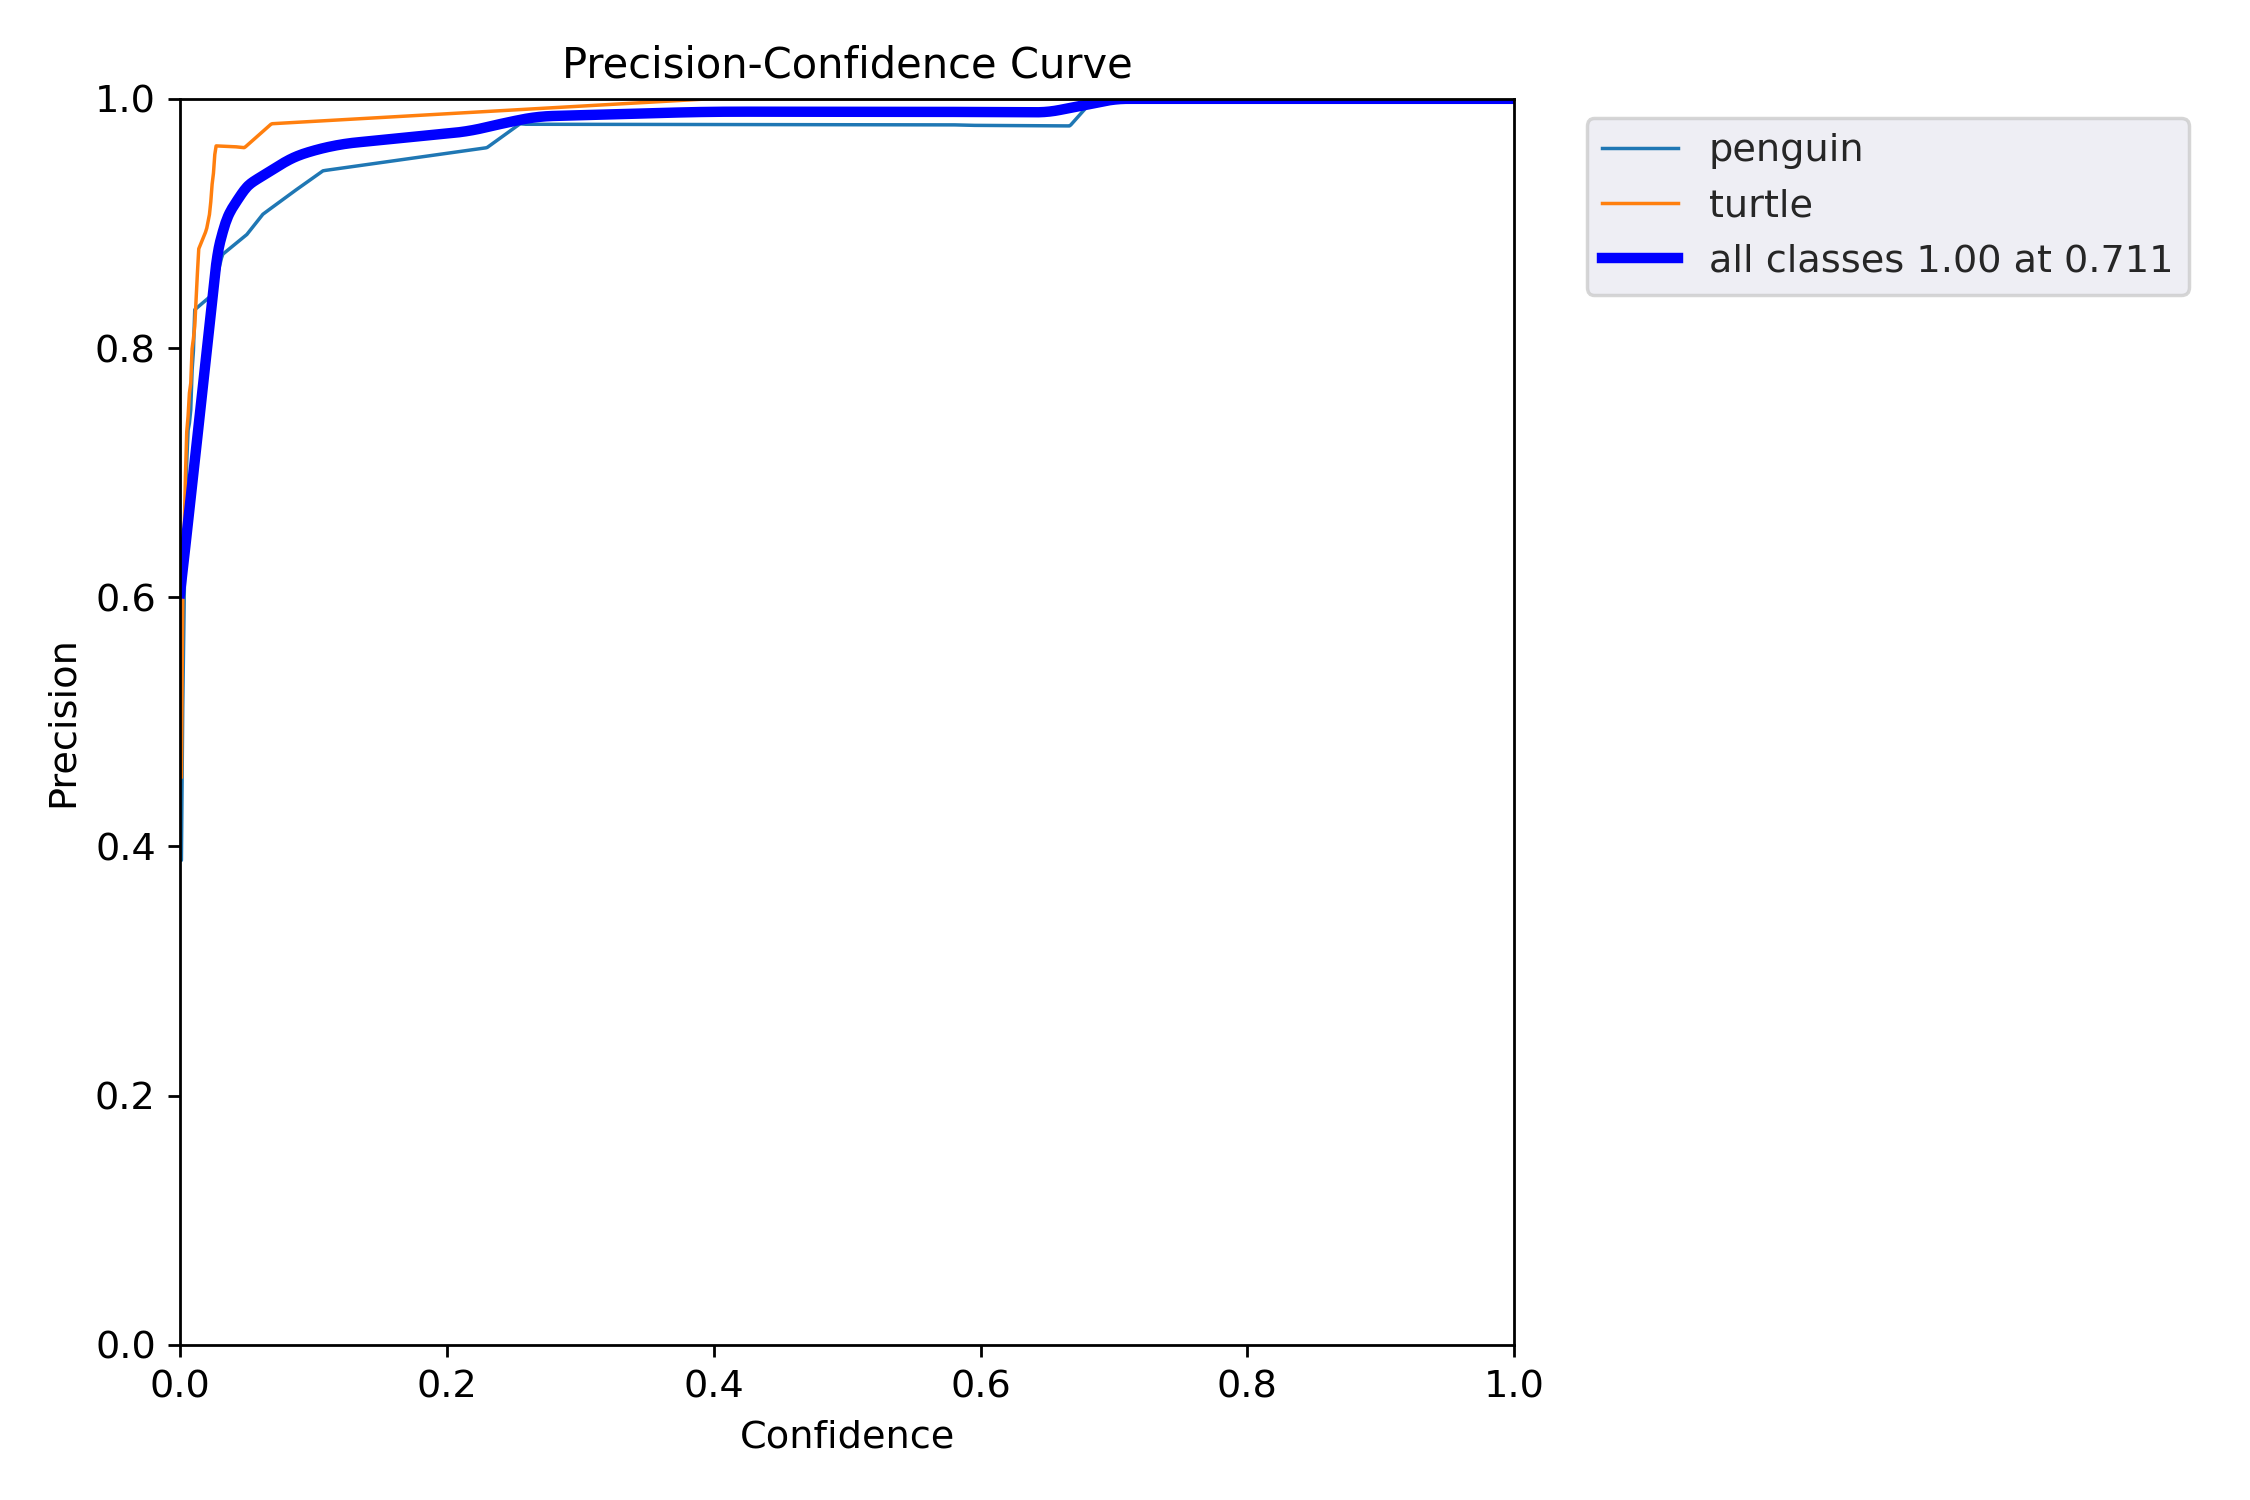 Precision-Confidence Curve
1.0
0.8
0.6
0.4
0.2
0.0
Precision
0.0 0.2 0.4 0.6 0.8 1.0
Confidence
penguin
turtle
all classes 1.00 at 0.711